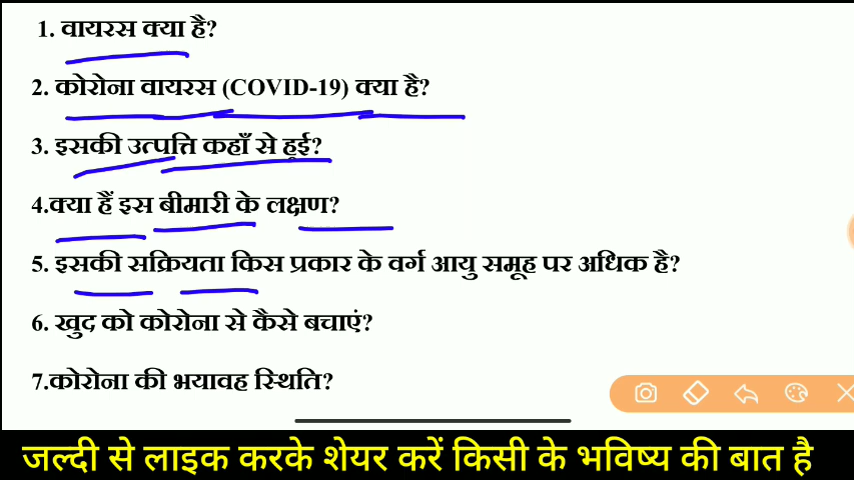 1. वायरस क्या है?
2. कोरोना वायरस (COVID-19) क्या है?
3. इसकी उत्पत्ति कहाँ से हुई?
4.क्या हैं इस बीमारी के लक्षण?
5. इसकी सक्रियता किस प्रकार के वर्ग आयु समूह पर अधिक है?
6. खुद को कोरोना से कैसे बचाएं?
7.कोरोना की भयावह स्थिति?
जल्दी से लाइक करके शेयर करें किसी के भविष्य की बात है